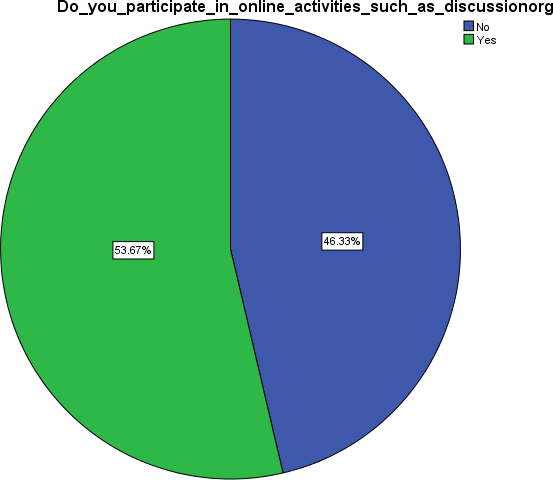 Do_you_participate_in_online_activities_such_as_discussionorg
No
Yes
53.67%
46.33%